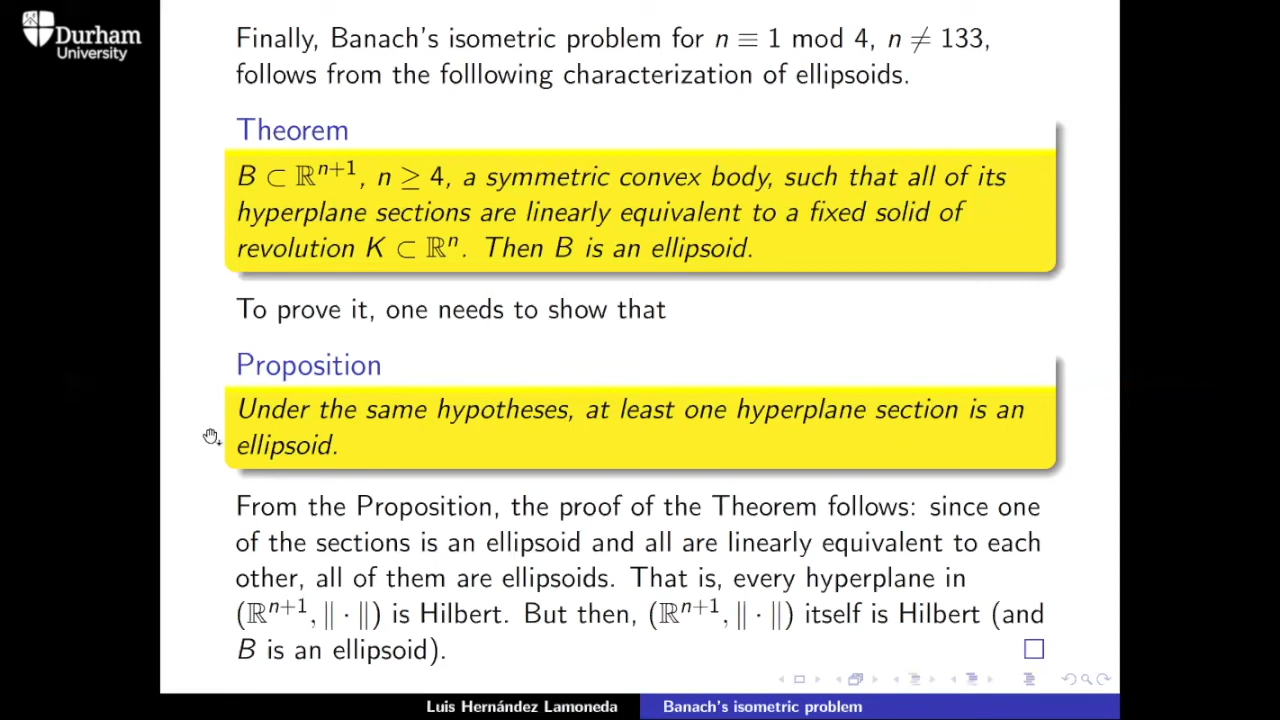 Durham
University
Finally, Banach's isometric problem for n ≡ 1 mod 4, n ≠ 133,
follows from the folllowing characterization of ellipsoids.
Theorem
B ⊂ ℝⁿ⁺¹, n ≥ 4, a symmetric convex body, such that all of its
hyperplane sections are linearly equivalent to a fixed solid of
revolution K ⊂ ℝⁿ. Then B is an ellipsoid.
To prove it, one needs to show that
Proposition
Under the same hypotheses, at least one hyperplane section is an
ellipsoid.
From the Proposition, the proof of the Theorem follows: since one
of the sections is an ellipsoid and all are linearly equivalent to each
other, all of them are ellipsoids. That is, every hyperplane in
(ℝⁿ⁺¹, ‖ · ‖) is Hilbert. But then, (ℝⁿ⁺¹, ‖ · ‖) itself is Hilbert (and
B is an ellipsoid). □
Luis Hernández Lamoneda Banach's isometric problem